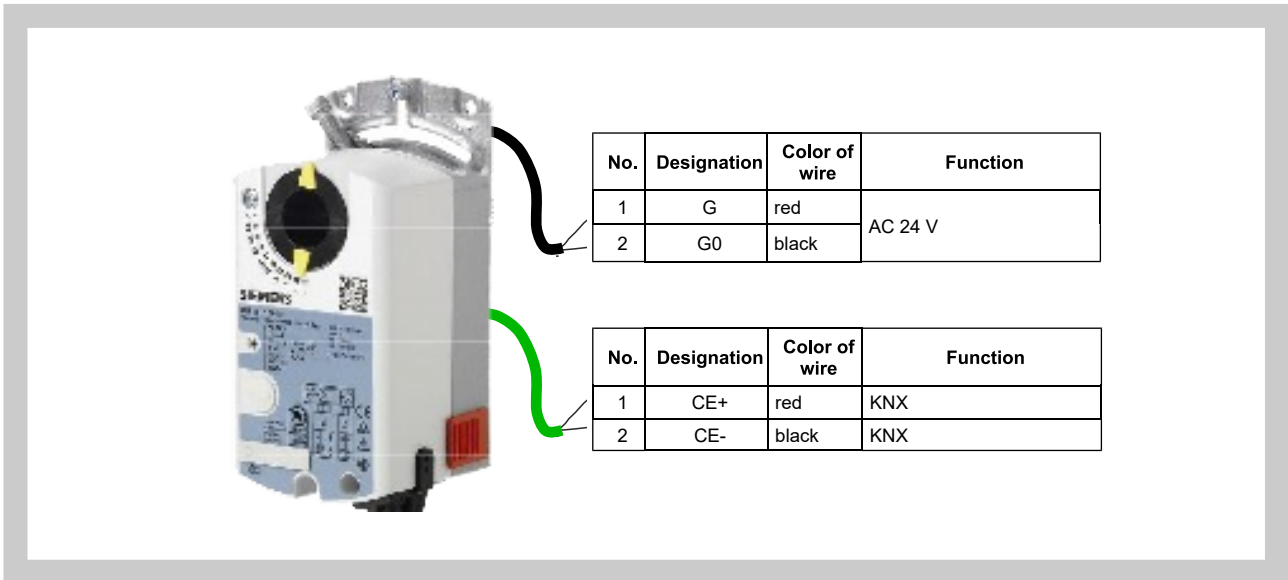 SIEMENS
No. Designation Color of wire Function
1 G red AC 24 V
2 G0 black
No. Designation Color of wire Function
1 CE+ red KNX
2 CE- black KNX